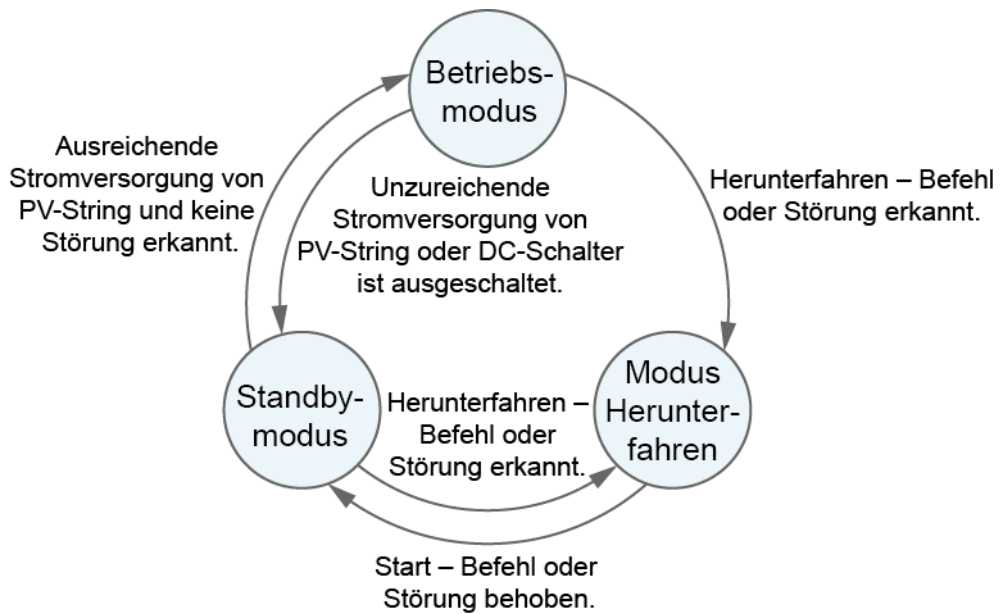 Betriebs-
modus
Ausreichende
Stromversorgung von
PV-String und keine
Störung erkannt.
Unzureichende
Stromversorgung von
PV-String oder DC-Schalter
ist ausgeschaltet.
Herunterfahren – Befehl
oder Störung erkannt.
Standby-
modus
Herunterfahren –
Befehl oder
Störung erkannt.
Modus
Herunter-
fahren
Start – Befehl oder
Störung behoben.